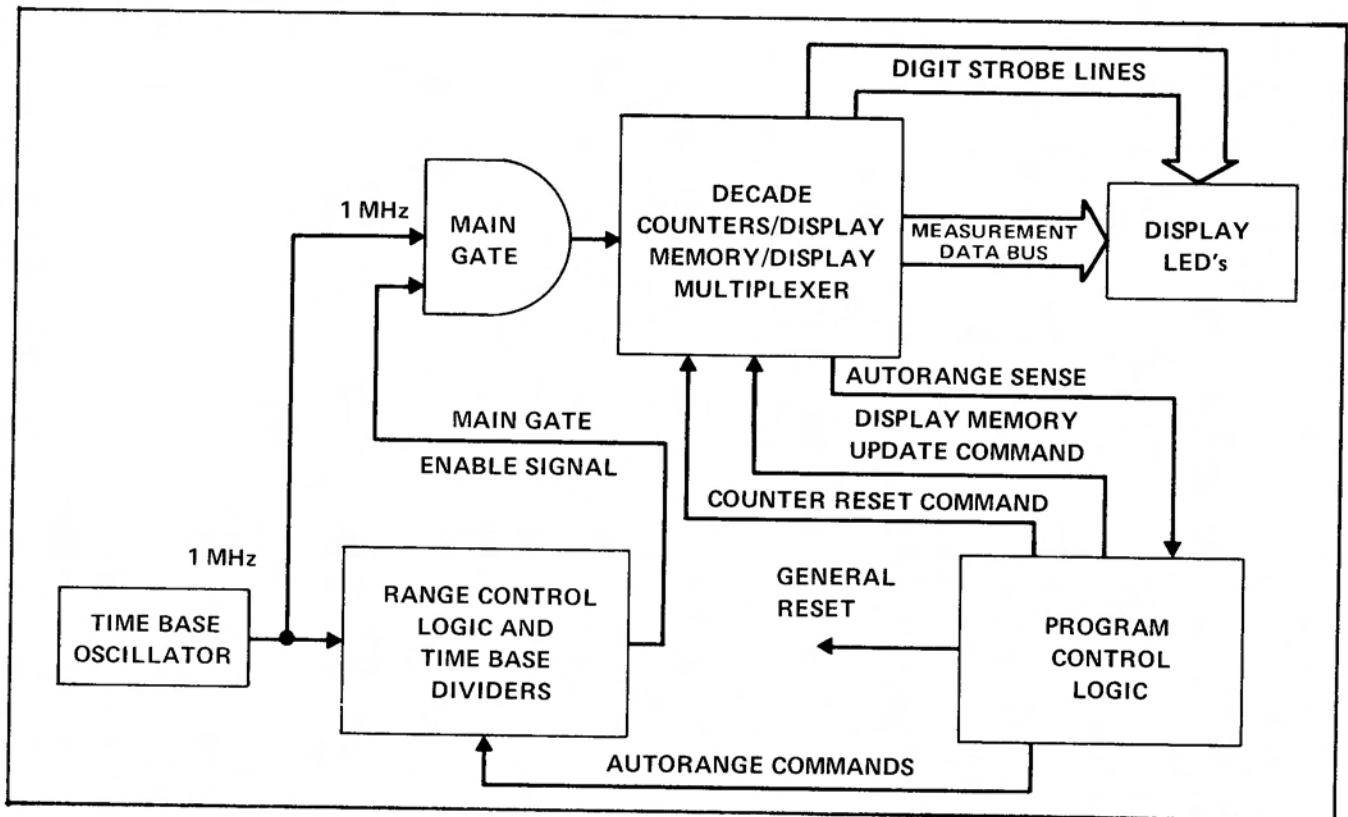 DIGIT STROBE LINES
1 MHz
MAIN
GATE
DECADE
COUNTERS/DISPLAY
MEMORY/DISPLAY
MULTIPLEXER
MEASUREMENT
DATA BUS
DISPLAY
LED's
AUTORANGE SENSE
DISPLAY MEMORY
UPDATE COMMAND
COUNTER RESET COMMAND
MAIN GATE
ENABLE SIGNAL
1 MHz
TIME BASE
OSCILLATOR
RANGE CONTROL
LOGIC AND
TIME BASE
DIVIDERS
GENERAL
RESET
PROGRAM
CONTROL
LOGIC
AUTORANGE COMMANDS